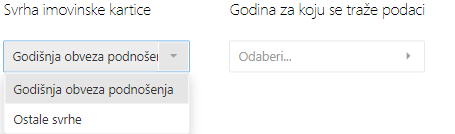 Svrha imovinske kartice
Godina za koju se traže podaci
Godišnja obveza podnošen
Odaberi...
Godišnja obveza podnošenja
Ostale svrhe